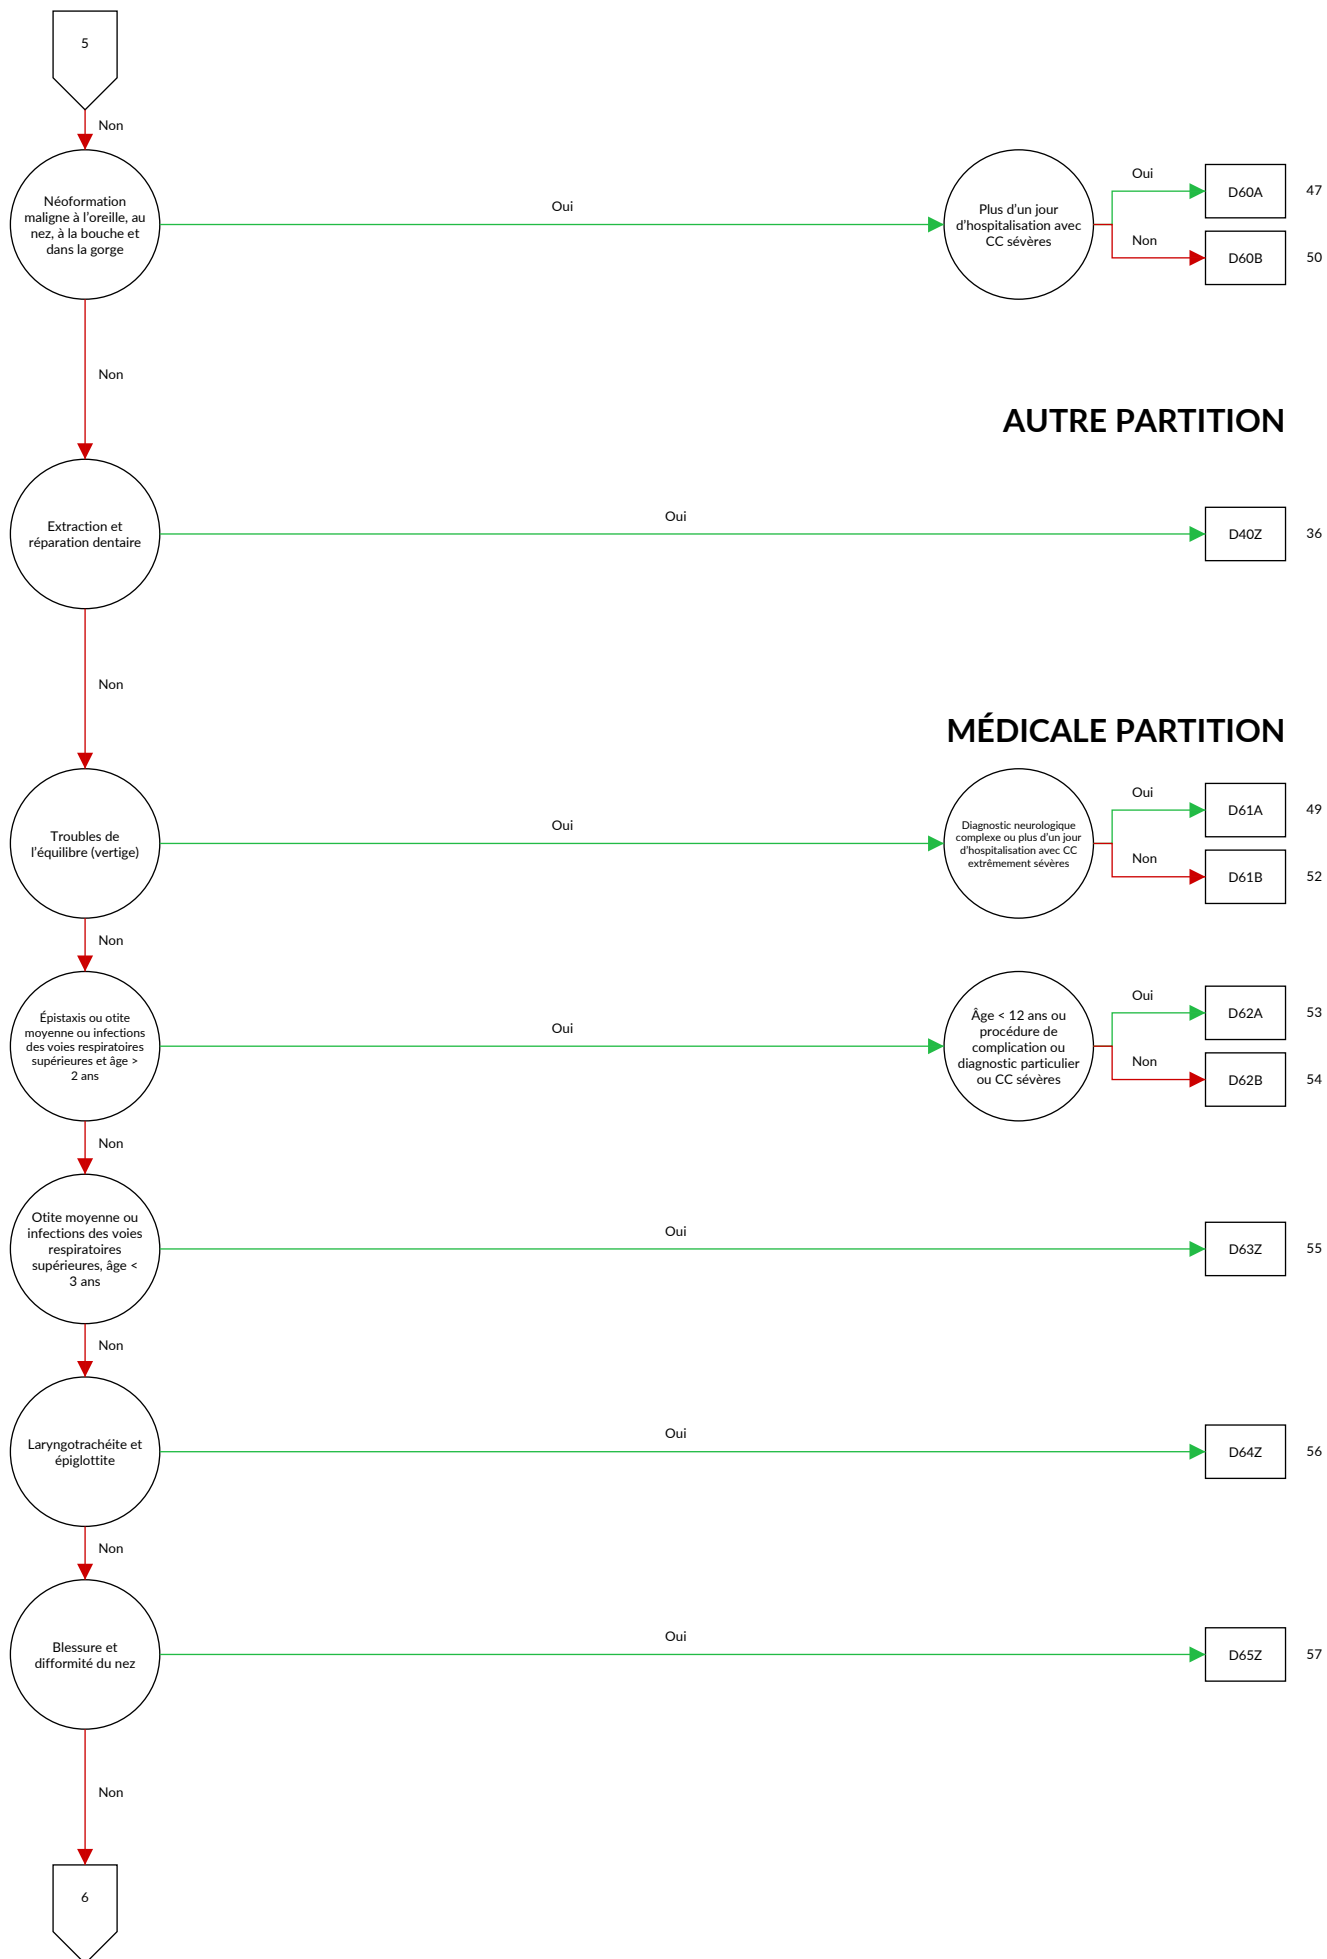 5
Non
Néoformation
maligne à l'oreille, au
nez, à la bouche et
dans la gorge
Oui
Plus d'un jour
d'hospitalisation avec
CC sévères
Oui
D60A
47
Non
D60B
50
Non
AUTRE PARTITION
Extraction et
réparation dentaire
Oui
D40Z
36
Non
MÉDICALE PARTITION
Troubles de
l'équilibre (vertige)
Oui
Diagnostic neurologique
complexe ou plus d'un jour
d'hospitalisation avec CC
extrêmement sévères
Oui
D61A
49
Non
D61B
52
Non
Épistaxis ou otite
moyenne ou infections
des voies respiratoires
supérieures et âge >
2 ans
Oui
Âge < 12 ans ou
procédure de
complication ou
diagnostic particulier
ou CC sévères
Oui
D62A
53
Non
D62B
54
Non
Otite moyenne ou
infections des voies
respiratoires
supérieures, âge <
3 ans
Oui
D63Z
55
Non
Laryngotrachéite et
épiglottite
Oui
D64Z
56
Non
Blessure et
difformité du nez
Oui
D65Z
57
Non
6